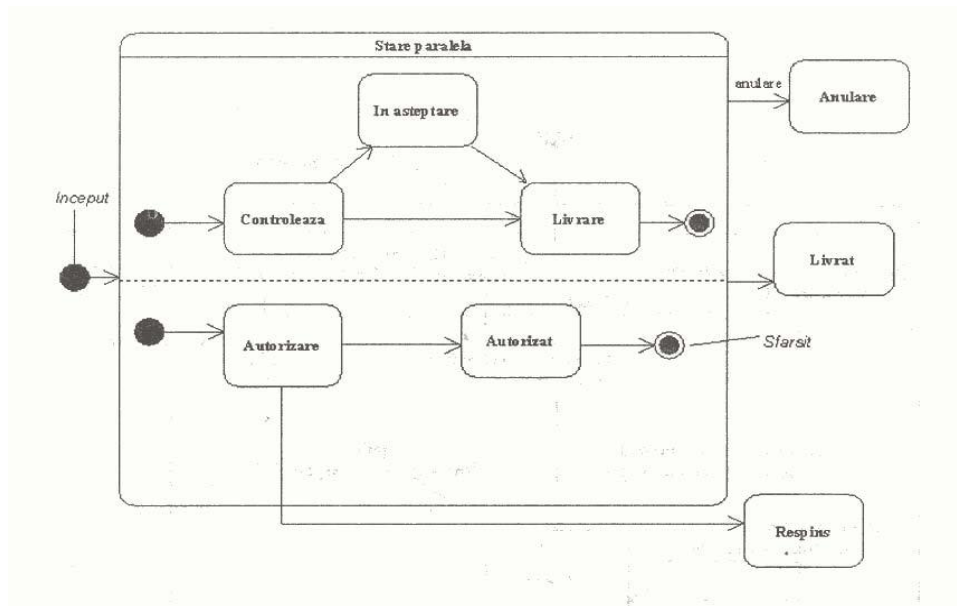 Stare paralela
anulare
Anulare
In asteptare
Inceput
Controleaza
Livrare
Livrat
Autorizare
Autorizat
Sfarsit
Respins